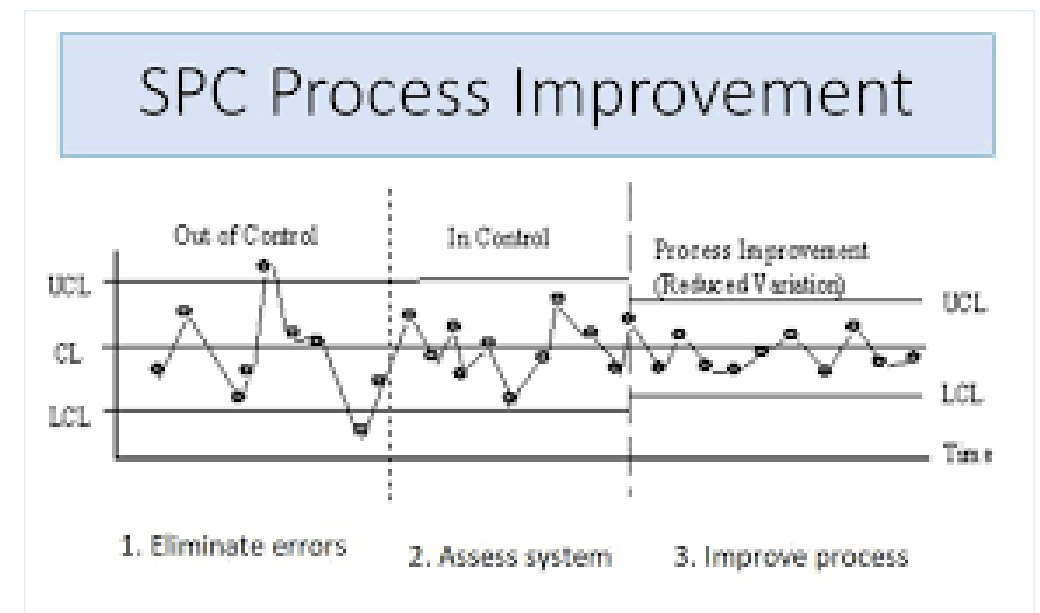 SPC Process Improvement
Out of Control
In Control
Process Improvement
(Reduced Variation)
UCL
UCL
CL
LCL
LCL
Time
1. Eliminate errors
2. Assess system
3. Improve process